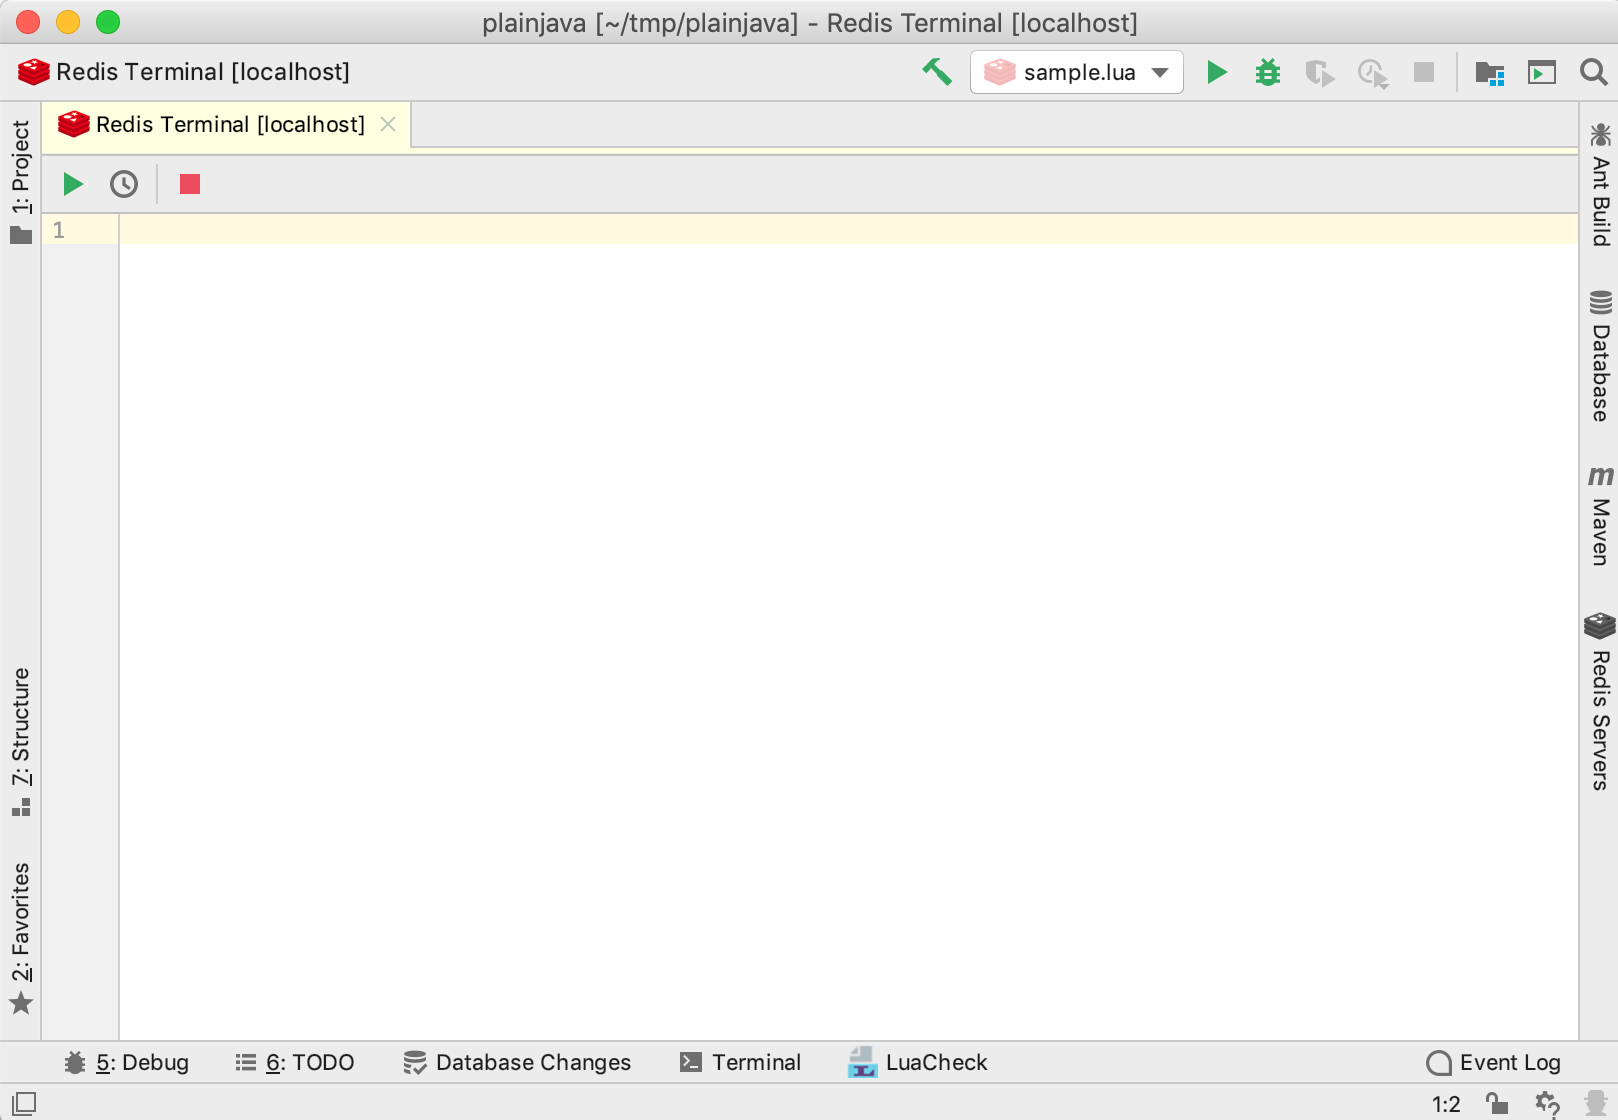 plainjava [~/tmp/plainjava] - Redis Terminal [localhost]
Redis Terminal [localhost]
sample.lua
Redis Terminal [localhost]
1
1: Project
7: Structure
2: Favorites
Ant Build
Database
m
Maven
Redis Servers
5: Debug
6: TODO
Database Changes
Terminal
L
LuaCheck
Event Log
1:2